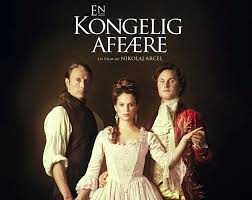 EN
KONGELIG
AFFÆRE
EN FILM AF NIKOLAJ ARCEL